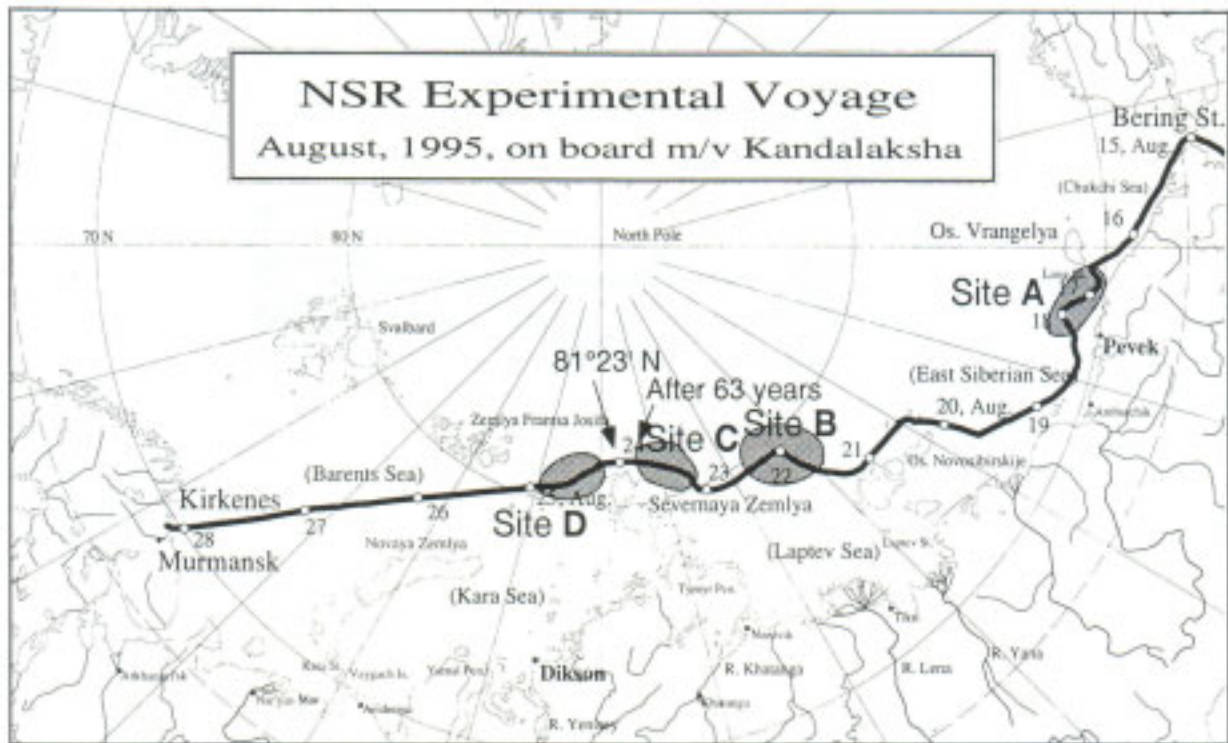 NSR Experimental Voyage
August, 1995, on board m/v Kandalaksha
Bering St.
15, Aug.
(Chukchi Sea)
16
Os. Vrangelya
70 N
80 N
North Pole
Site A
18
Pevek
Svalbard
81°23' N
After 63 years
(East Siberian Sea)
20, Aug.
19
Site B
Site C
21
22
23
Os. Novosibirskije
(Barents Sea)
Kirkenes
28
27
26
25, Aug.
Severnaya Zemlya
Site D
Murmansk
Novaya Zemlya
(Laptev Sea)
(Kara Sea)
Dikson
R. Khatanga
R. Lena
R. Yana
R. Yenisey